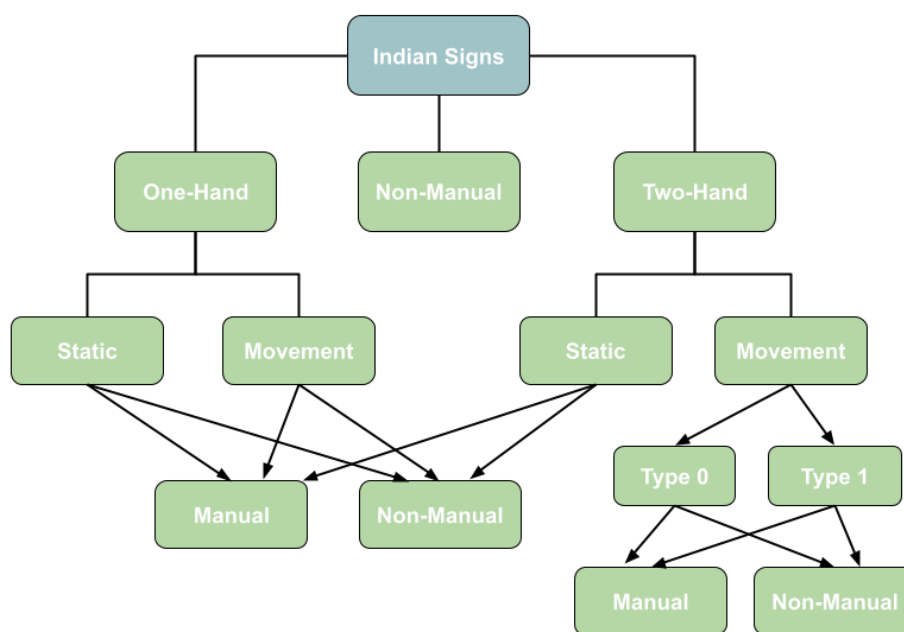 Indian Signs
One-Hand
Non-Manual
Two-Hand
Static
Movement
Static
Movement
Type 0
Type 1
Manual
Non-Manual
Manual
Non-Manual